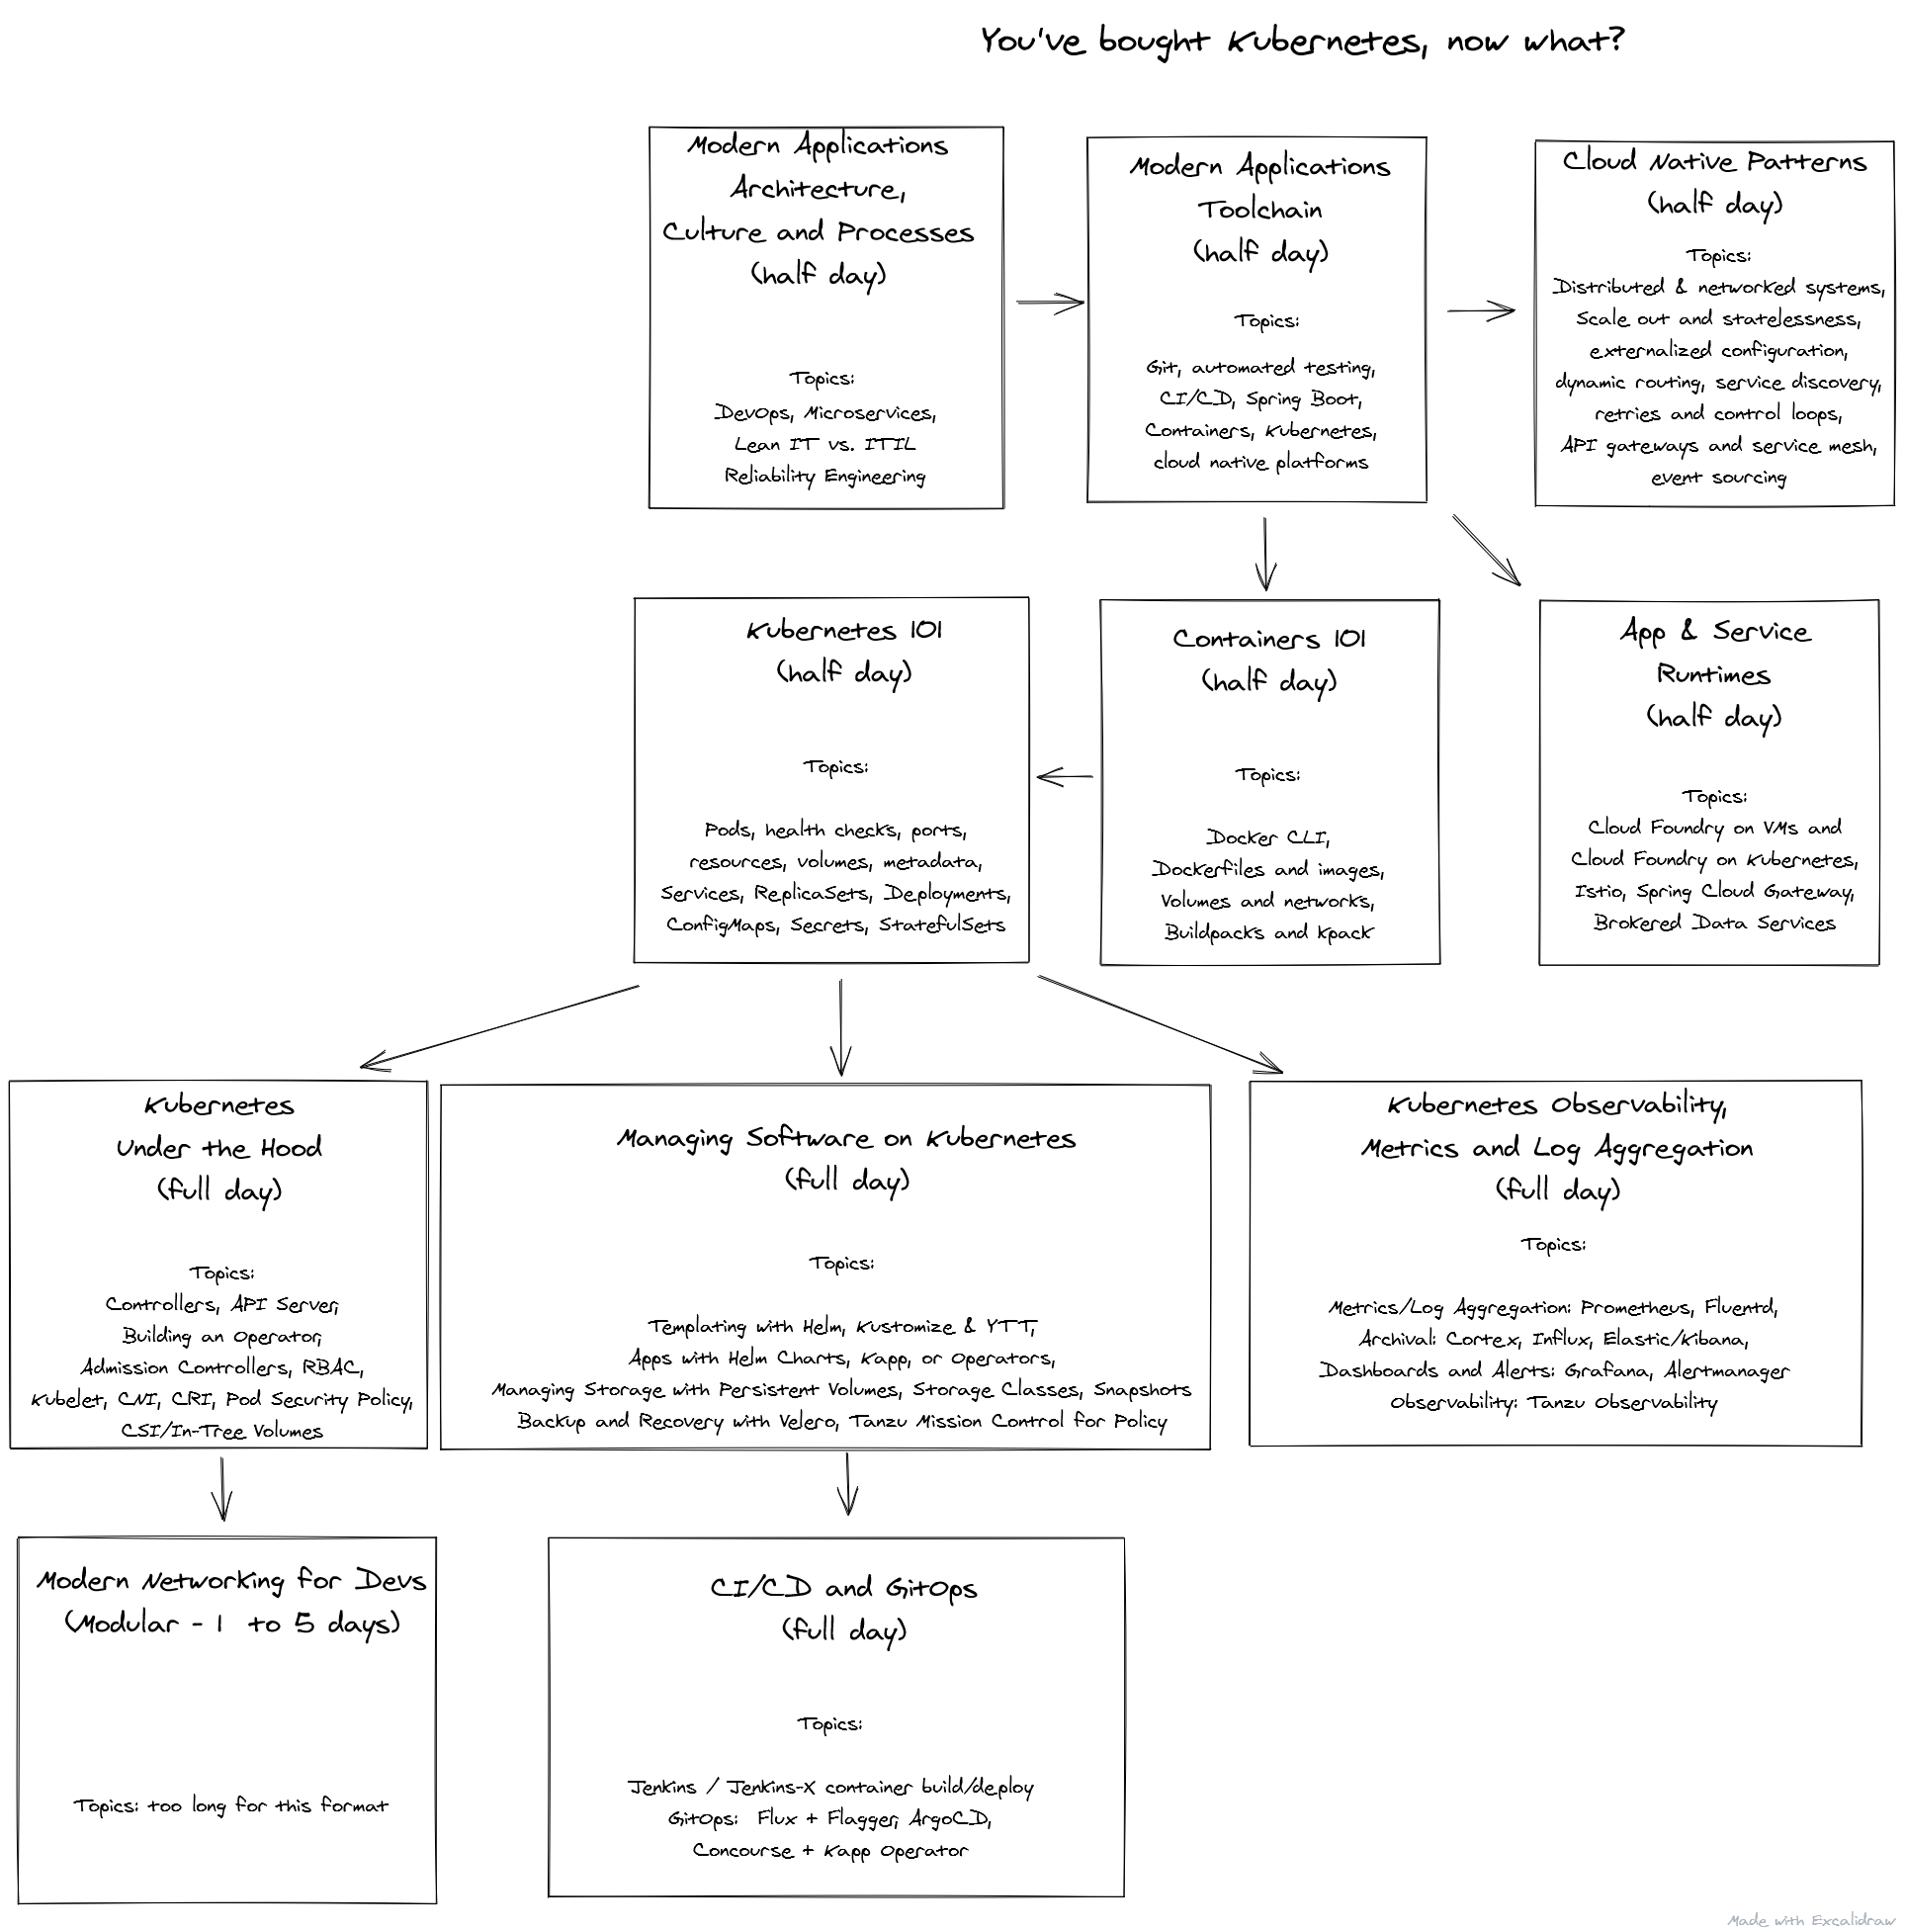 You've bought Kubernetes, now what?
Modern Applications
Architecture,
Culture and Processes
(half day)
Topics:
DevOps, Microservices,
Lean IT vs. ITIL
Reliability Engineering
Modern Applications
Toolchain
(half day)
Topics:
Git, automated testing,
CI/CD, Spring Boot,
Containers, Kubernetes,
cloud native platforms
Cloud Native Patterns
(half day)
Topics:
Distributed & networked systems,
Scale out and statelessness,
externalized configuration,
dynamic routing, service discovery,
retries and control loops,
API gateways and service mesh,
event sourcing
Kubernetes 101
(half day)
Topics:
Pods, health checks, ports,
resources, volumes, metadata,
Services, ReplicaSets, Deployments,
ConfigMaps, Secrets, StatefulSets
Containers 101
(half day)
Topics:
Docker CLI,
Dockerfiles and images,
Volumes and networks,
Buildpacks and kpack
App & Service
Runtimes
(half day)
Topics:
Cloud Foundry on VMs and
Cloud Foundry on Kubernetes,
Istio, Spring Cloud Gateway,
Brokered Data Services
Kubernetes
Under the Hood
(full day)
Topics:
Controllers, API Server,
Building an Operator,
Admission Controllers, RBAC,
Kubelet, CNI, CRI, Pod Security Policy,
CSI/In-Tree Volumes
Managing Software on Kubernetes
(full day)
Topics:
Templating with Helm, Kustomize & YTT,
Apps with Helm Charts, Kapp, or Operators,
Managing Storage with Persistent Volumes, Storage Classes, Snapshots
Backup and Recovery with Velero, Tanzu Mission Control for Policy
Kubernetes Observability,
Metrics and Log Aggregation
(full day)
Topics:
Metrics/Log Aggregation: Prometheus, Fluentd,
Archival: Cortex, Influx, Elastic/Kibana,
Dashboards and Alerts: Grafana, Alertmanager
Observability: Tanzu Observability
Modern Networking for Devs
(Modular - 1 to 5 days)
Topics: too long for this format
CI/CD and GitOps
(full day)
Topics:
Jenkins / Jenkins-X container build/deploy
GitOps: Flux + Flagger, ArgoCD,
Concourse + Kapp Operator
Made with Excalidraw